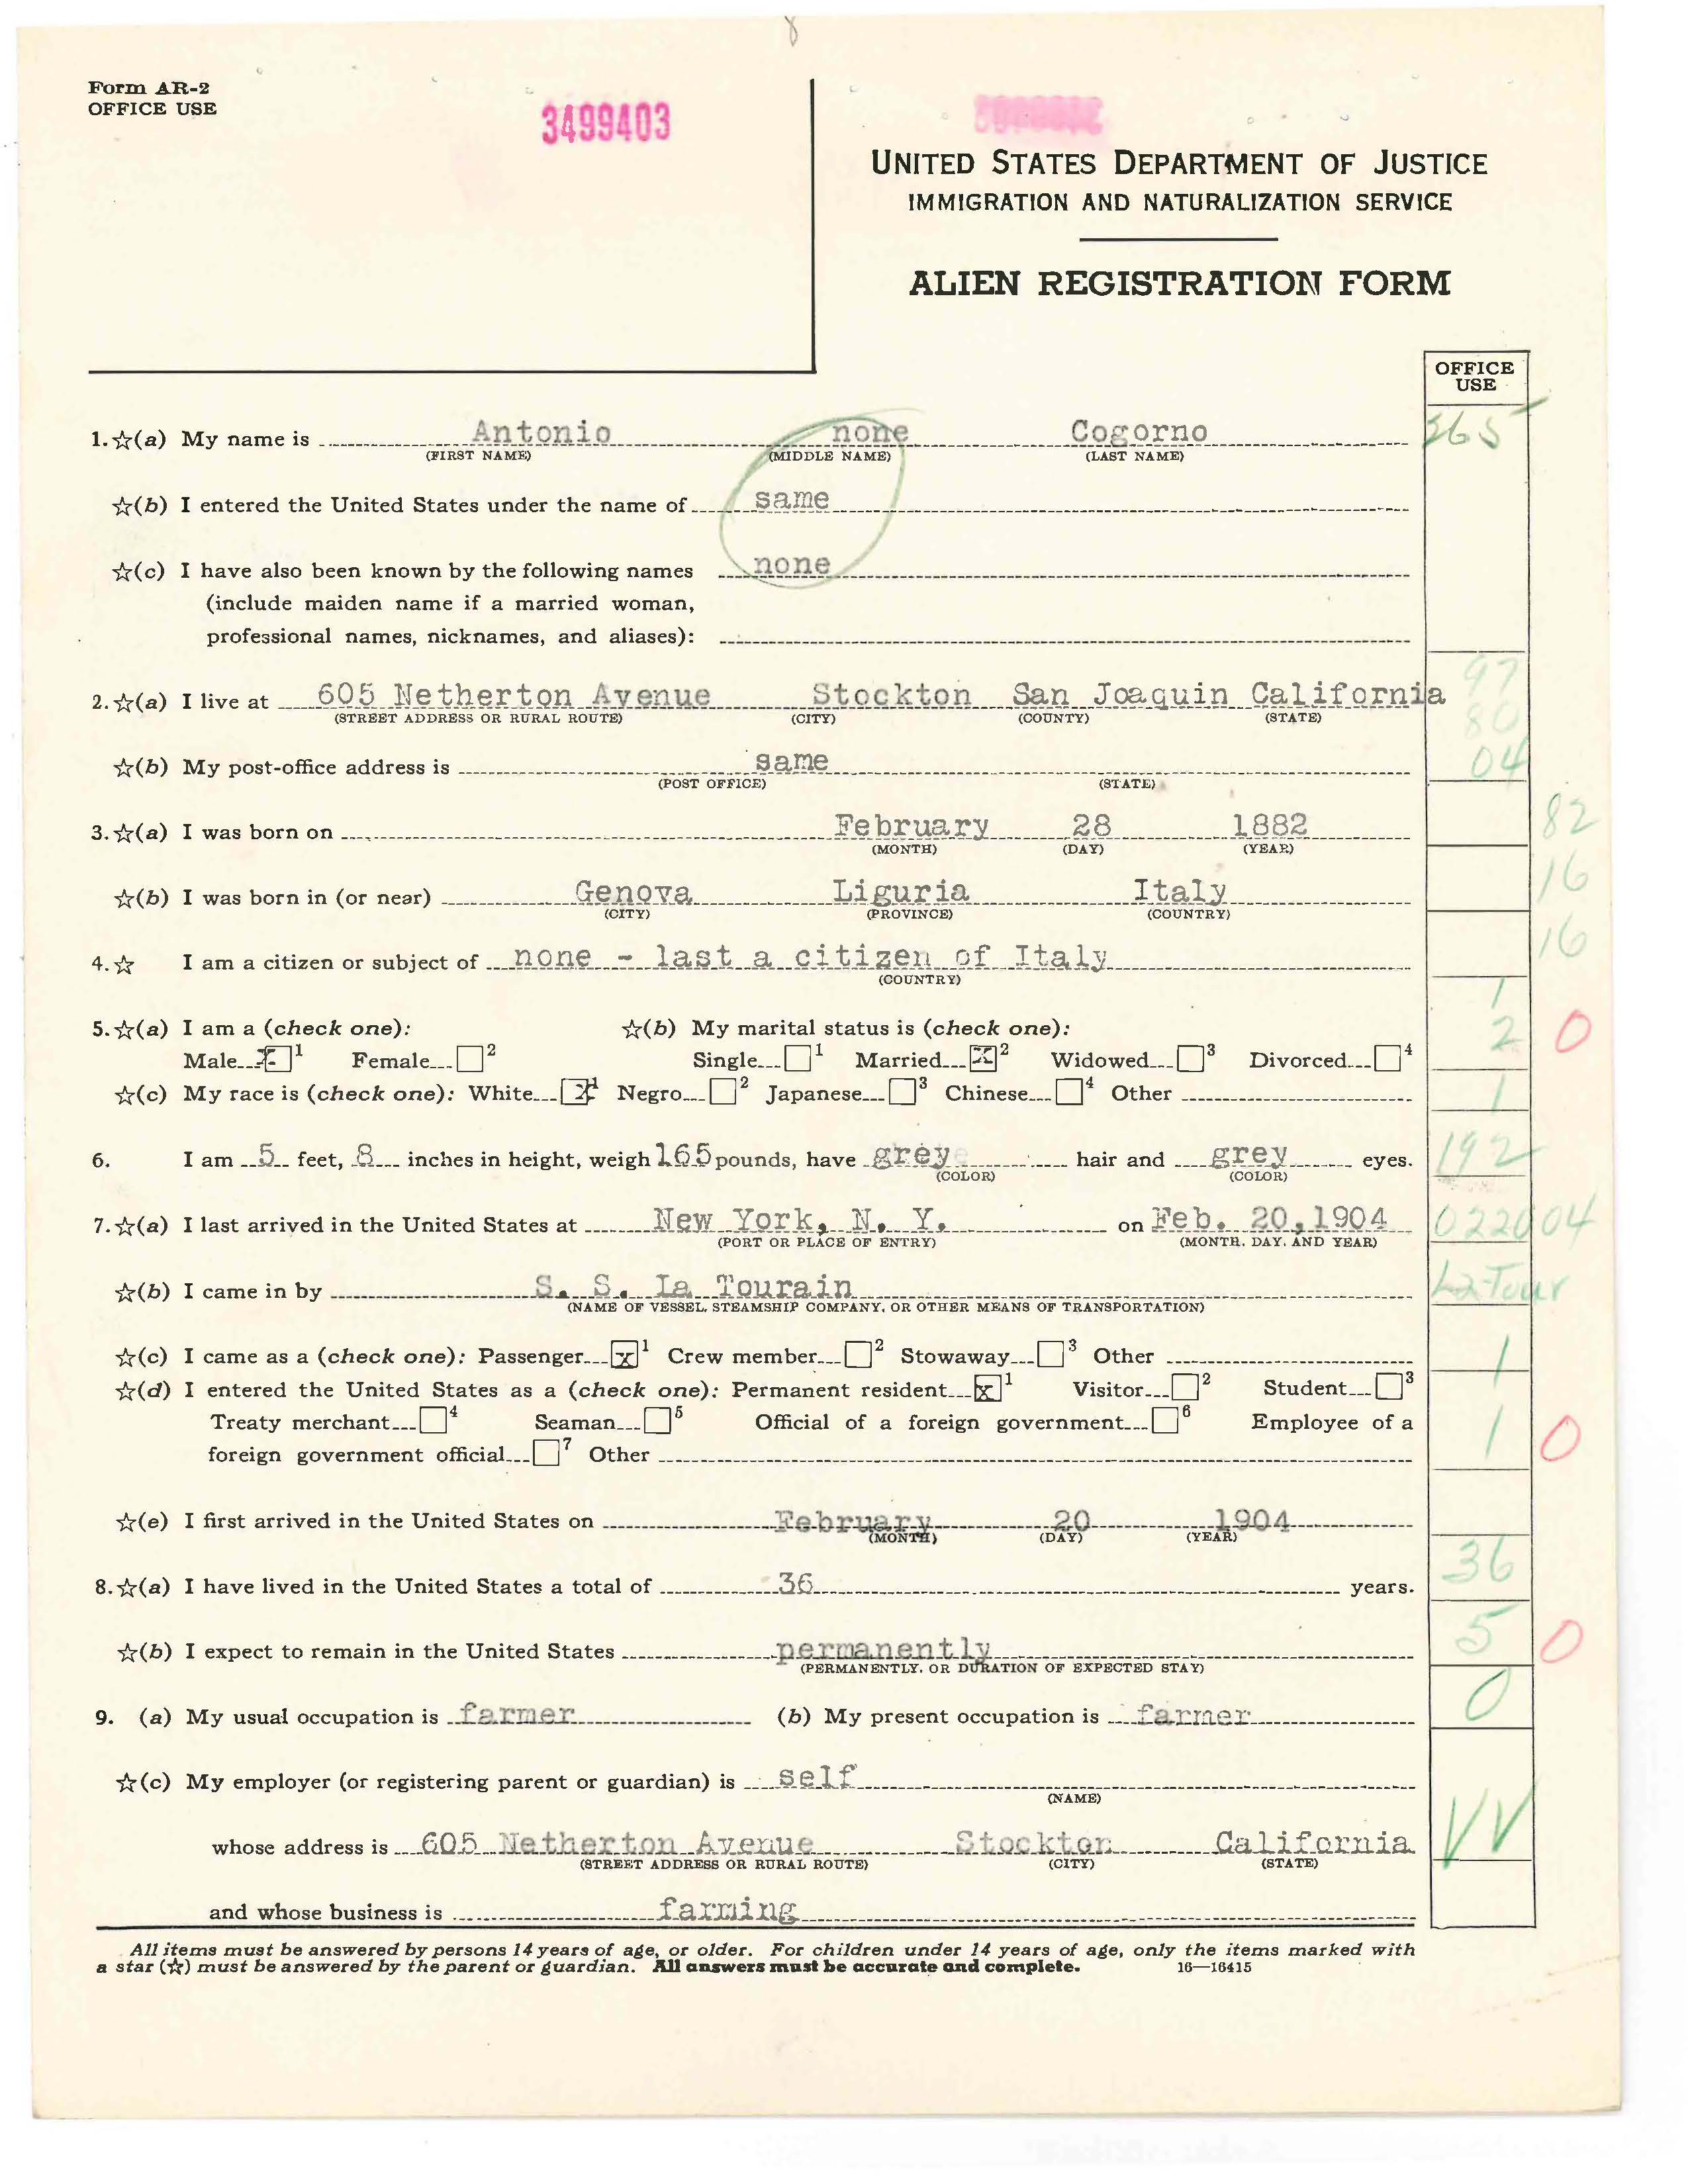 Form AR-2
OFFICE USE
3499403
UNITED STATES DEPARTMENT OF JUSTICE
IMMIGRATION AND NATURALIZATION SERVICE
ALIEN REGISTRATION FORM
OFFICE USE
1. ☆(a) My name is Antonio none Cogorno 365
(FIRST NAME) (MIDDLE NAME) (LAST NAME)
☆(b) I entered the United States under the name of same
☆(c) I have also been known by the following names none
(include maiden name if a married woman,
professional names, nicknames, and aliases):
97
2. ☆(a) I live at 605 Netherton Avenue Stockton San Joaquin California
(STREET ADDRESS OR RURAL ROUTE) (CITY) (COUNTY) (STATE) 80
☆(b) My post-office address is same 04
(POST OFFICE) (STATE)
3. ☆(a) I was born on February 28 1882 82
(MONTH) (DAY) (YEAR)
☆(b) I was born in (or near) Genova Liguria Italy 16
(CITY) (PROVINCE) (COUNTRY)
4. ☆ I am a citizen or subject of none - last a citizen of Italy 16
(COUNTRY)
1
5. ☆(a) I am a (check one): ☆(b) My marital status is (check one): 2 0
Male X 1 Female 2 Single 1 Married X 2 Widowed 3 Divorced 4
☆(c) My race is (check one): White X 1 Negro 2 Japanese 3 Chinese 4 Other 1
6. I am 5 feet, 8 inches in height, weigh 165 pounds, have grey hair and grey eyes. 192
(COLOR) (COLOR)
7. ☆(a) I last arrived in the United States at New York, N. Y. on Feb. 20, 1904 022004
(PORT OR PLACE OF ENTRY) (MONTH, DAY, AND YEAR)
☆(b) I came in by S. S. La Tourain La-Tour
(NAME OF VESSEL, STEAMSHIP COMPANY, OR OTHER MEANS OF TRANSPORTATION)
☆(c) I came as a (check one): Passenger x 1 Crew member 2 Stowaway 3 Other 1
☆(d) I entered the United States as a (check one): Permanent resident x 1 Visitor 2 Student 3
Treaty merchant 4 Seaman 5 Official of a foreign government 6 Employee of a 1 0
foreign government official 7 Other
☆(e) I first arrived in the United States on February 20 1904
(MONTH) (DAY) (YEAR)
8. ☆(a) I have lived in the United States a total of 36 years. 36
☆(b) I expect to remain in the United States permanently 5 0
(PERMANENTLY, OR DURATION OF EXPECTED STAY)
9. (a) My usual occupation is farmer (b) My present occupation is farmer 0
☆(c) My employer (or registering parent or guardian) is self
(NAME)
whose address is 605 Netherton Avenue Stockton California VV
(STREET ADDRESS OR RURAL ROUTE) (CITY) (STATE)
and whose business is farming
All items must be answered by persons 14 years of age, or older. For children under 14 years of age, only the items marked with
a star (☆) must be answered by the parent or guardian. All answers must be accurate and complete. 16—16415